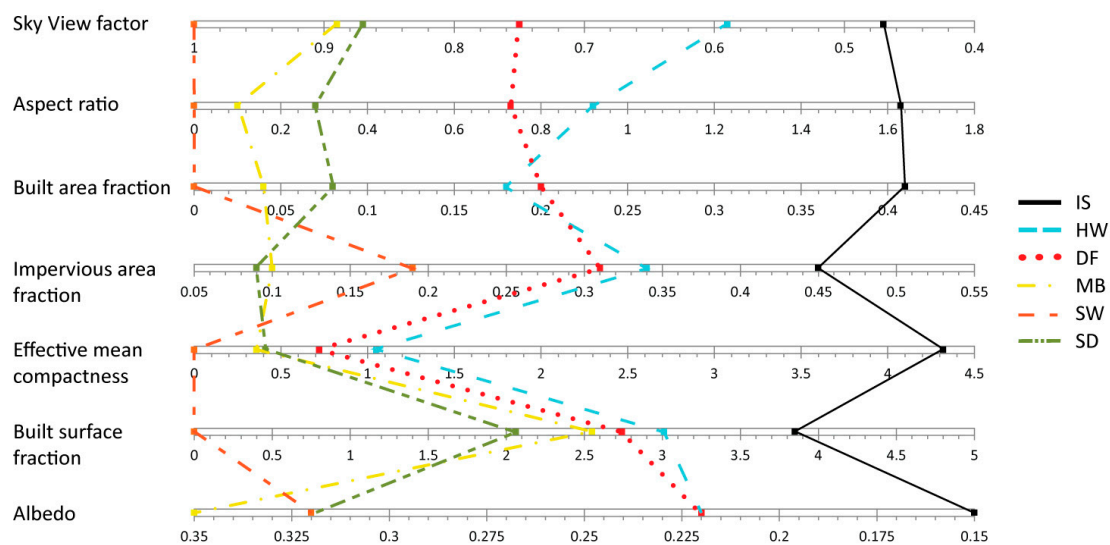 Sky View factor
1 0.9 0.8 0.7 0.6 0.5 0.4
Aspect ratio
0 0.2 0.4 0.6 0.8 1 1.2 1.4 1.6 1.8
Built area fraction
0 0.05 0.1 0.15 0.2 0.25 0.3 0.35 0.4 0.45
Impervious area
fraction
0.05 0.1 0.15 0.2 0.25 0.3 0.35 0.4 0.45 0.5 0.55
Effective mean
compactness
0 0.5 1 1.5 2 2.5 3 3.5 4 4.5
Built surface
fraction
0 0.5 1 1.5 2 2.5 3 3.5 4 4.5 5
Albedo
0.35 0.325 0.3 0.275 0.25 0.225 0.2 0.175 0.15
IS
HW
DF
MB
SW
SD